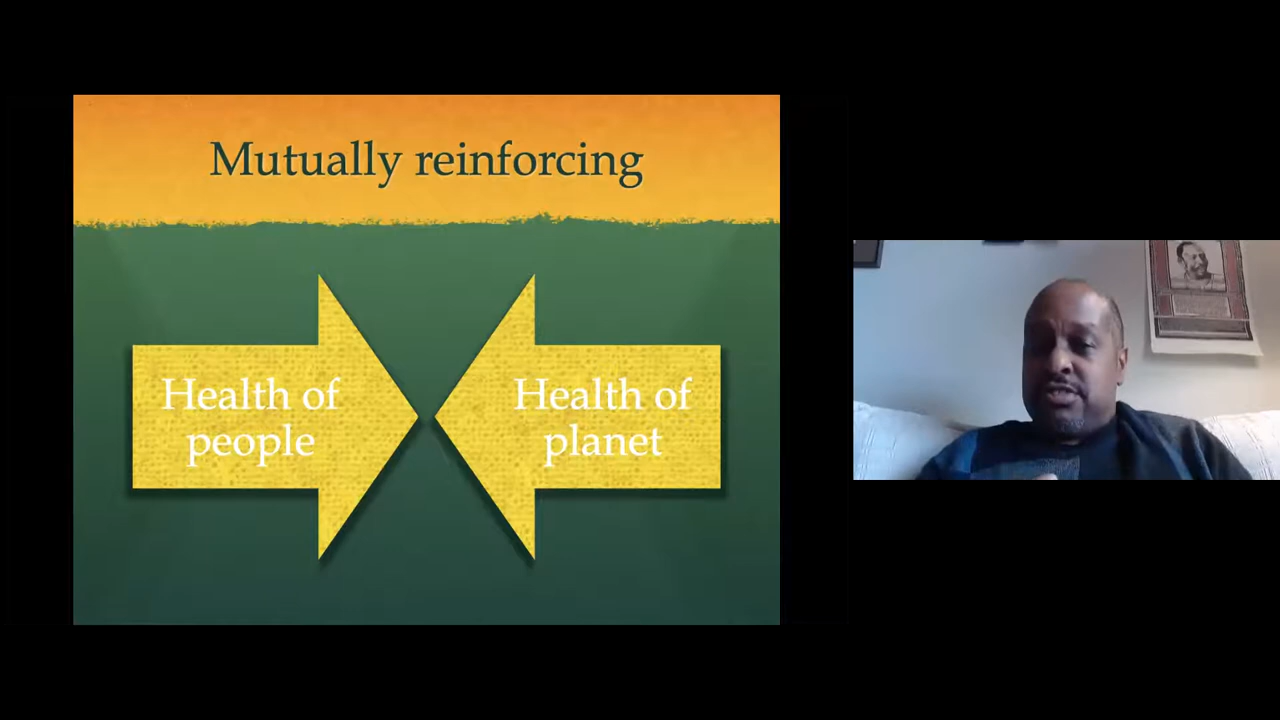 Mutually reinforcing
Health of
people
Health of
planet